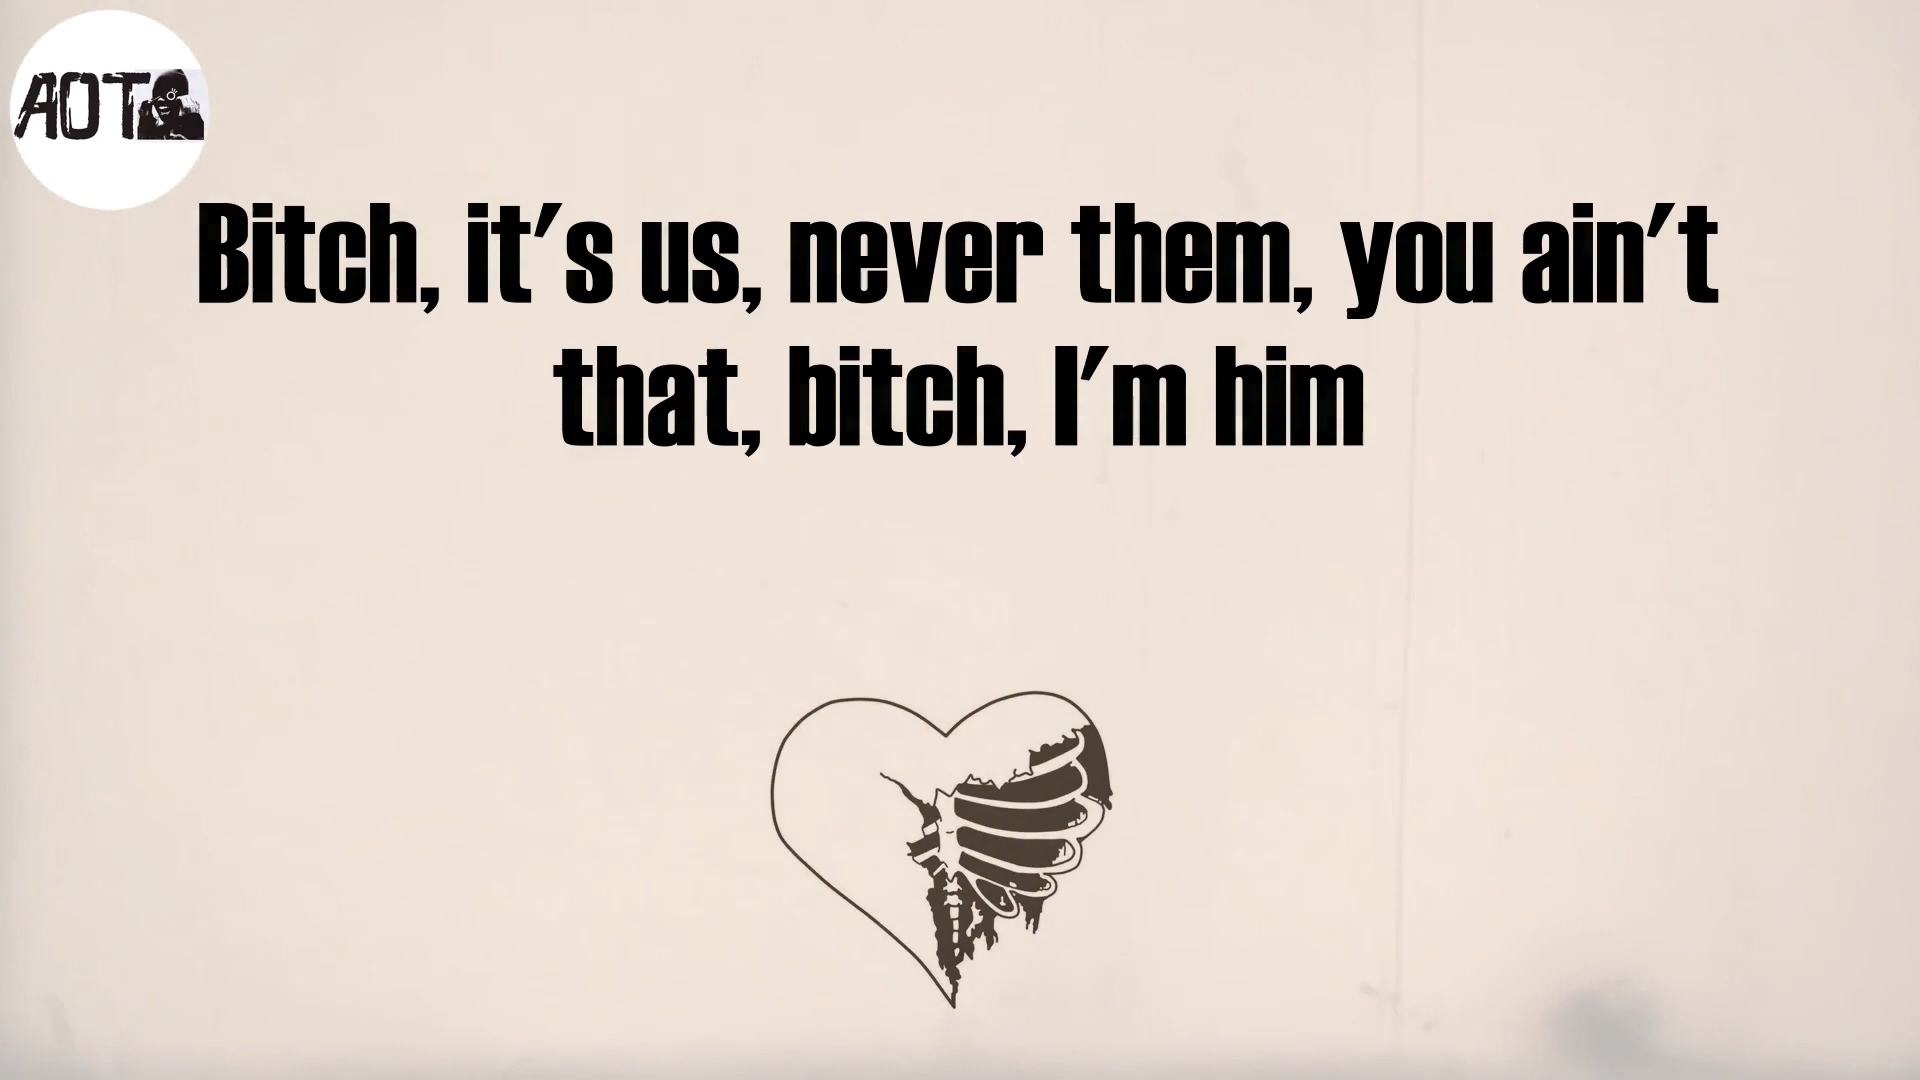 AOT
Bitch, it's us, never them, you ain't
that, bitch, I'm him